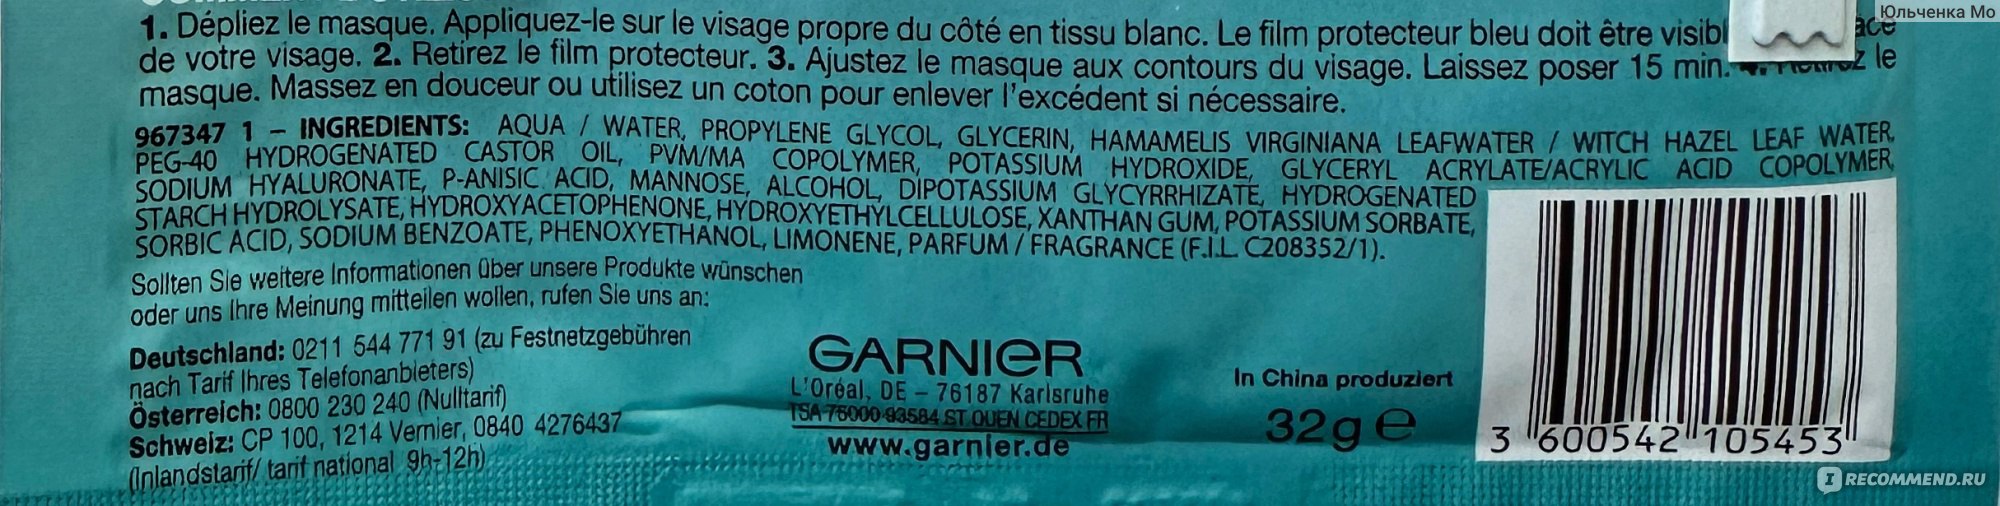 1. Dépliez le masque. Appliquez-le sur le visage propre du côté en tissu blanc. Le film protecteur bleu doit être
de votre visage. 2. Retirez le film protecteur. 3. Ajustez le masque aux contours du visage. Laissez poser 15 min. le
masque. Massez en douceur ou utilisez un coton pour enlever l'excédent si nécessaire.
967347 1 – INGREDIENTS: AQUA / WATER, PROPYLENE GLYCOL, GLYCERIN, HAMAMELIS VIRGINIANA LEAFWATER / WITCH HAZEL LEAF WATER,
PEG-40 HYDROGENATED CASTOR OIL, PVM/MA COPOLYMER, POTASSIUM HYDROXIDE, GLYCERYL ACRYLATE/ACRYLIC ACID COPOLYMER,
SODIUM HYALURONATE, P-ANISIC ACID, MANNOSE, ALCOHOL, DIPOTASSIUM GLYCYRRHIZATE, HYDROGENATED
STARCH HYDROLYSATE, HYDROXYACETOPHENONE, HYDROXYETHYLCELLULOSE, XANTHAN GUM, POTASSIUM SORBATE,
SORBIC ACID, SODIUM BENZOATE, PHENOXYETHANOL, LIMONENE, PARFUM / FRAGRANCE (F.I.L. C208352/1).
Sollten Sie weitere Informationen über unsere Produkte wünschen
oder uns Ihre Meinung mitteilen wollen, rufen Sie uns an:
Deutschland: 0211 544 771 91 (zu Festnetzgebühren
nach Tarif Ihres Telefonanbieters)
Österreich: 0800 230 240 (Nulltarif)
Schweiz: CP 100, 1214 Vernier, 0840 4276437
(Inlandstarif/ tarif national 9h-12h)
GARNIER
L'Oréal, DE – 76187 Karlsruhe
TSA 76000-93584 ST OUEN CEDEX FR
www.garnier.de
In China produziert
32g e
3 600542 105453
Юльченка Мо
I RECOMMEND.RU